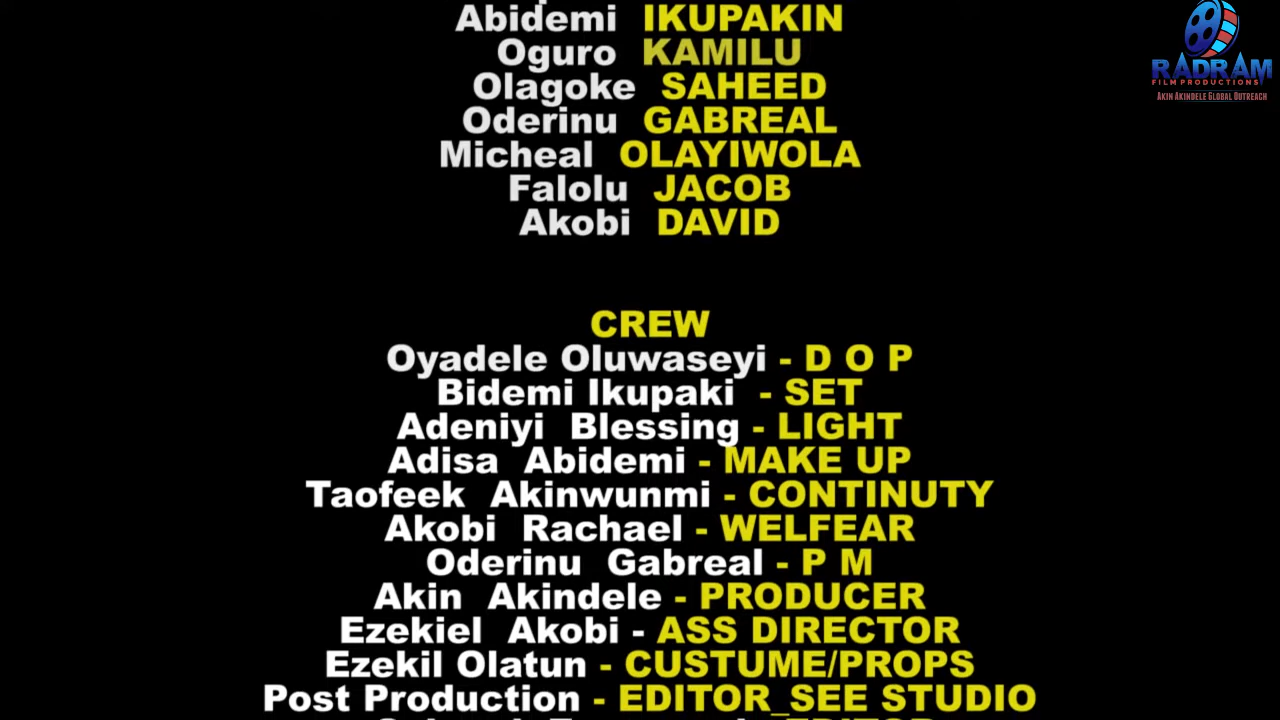 Abidemi IKUPAKIN
Oguro KAMILU
Olagoke SAHEED
Oderinu GABREAL
Micheal OLAYIWOLA
Falolu JACOB
Akobi DAVID
RADRAM
FILM PRODUCTIONS
AKIN AKINDELE GLOBAL OUTREACH
CREW
Oyadele Oluwaseyi - D O P
Bidemi Ikupaki - SET
Adeniyi Blessing - LIGHT
Adisa Abidemi - MAKE UP
Taofeek Akinwunmi - CONTINUTY
Akobi Rachael - WELFEAR
Oderinu Gabreal - P M
Akin Akindele - PRODUCER
Ezekiel Akobi - ASS DIRECTOR
Ezekil Olatun - CUSTUME/PROPS
Post Production - EDITOR_SEE STUDIO